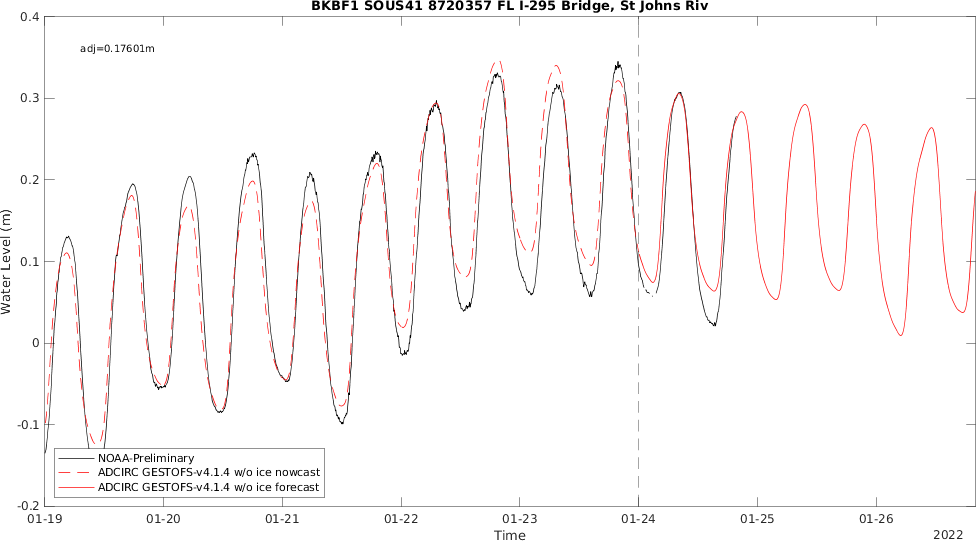 BKBF1 SOUS41 8720357 FL I-295 Bridge, St Johns Riv
adj=0.17601m
0.4
0.3
0.2
0.1
0
-0.1
-0.2
Water Level (m)
NOAA-Preliminary
ADCIRC GESTOFS-v4.1.4 w/o ice nowcast
ADCIRC GESTOFS-v4.1.4 w/o ice forecast
01-19 01-20 01-21 01-22 01-23 01-24 01-25 01-26
Time
2022